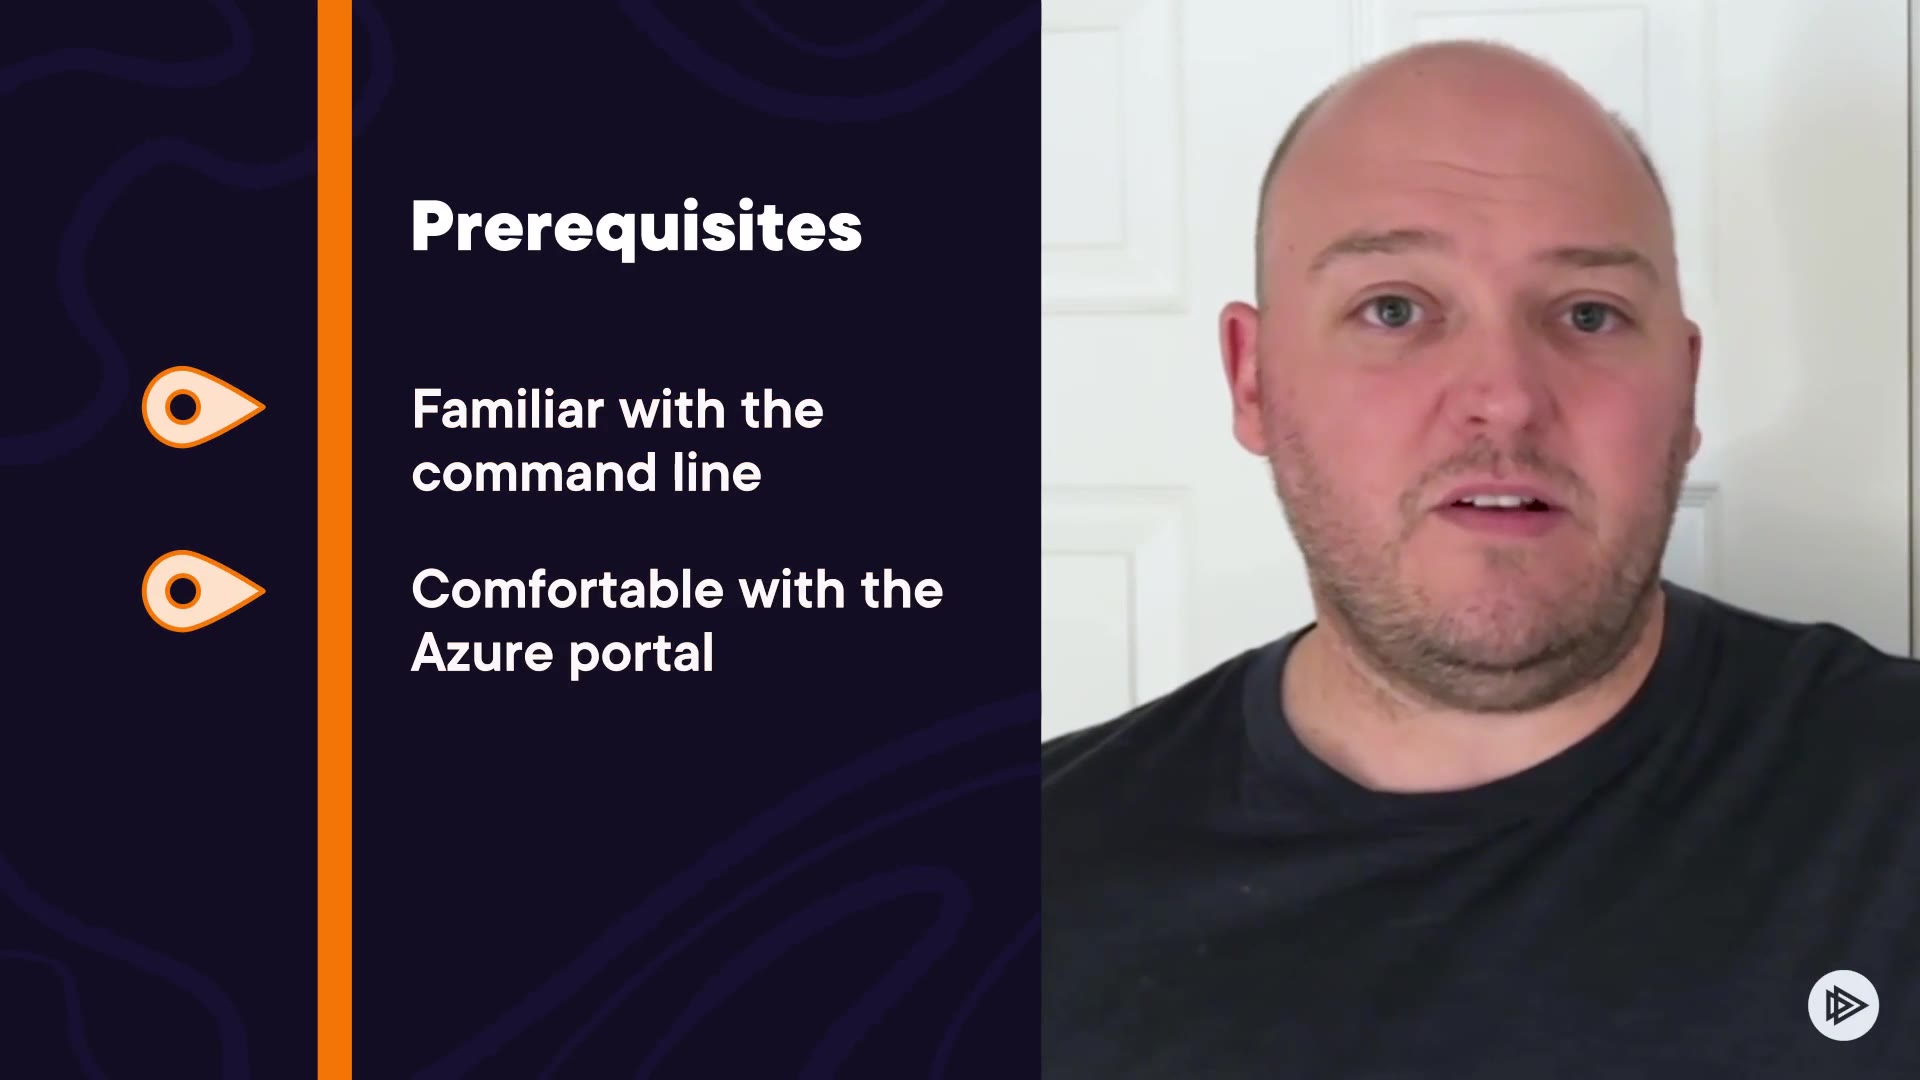 Prerequisites
Familiar with the
command line
Comfortable with the
Azure portal